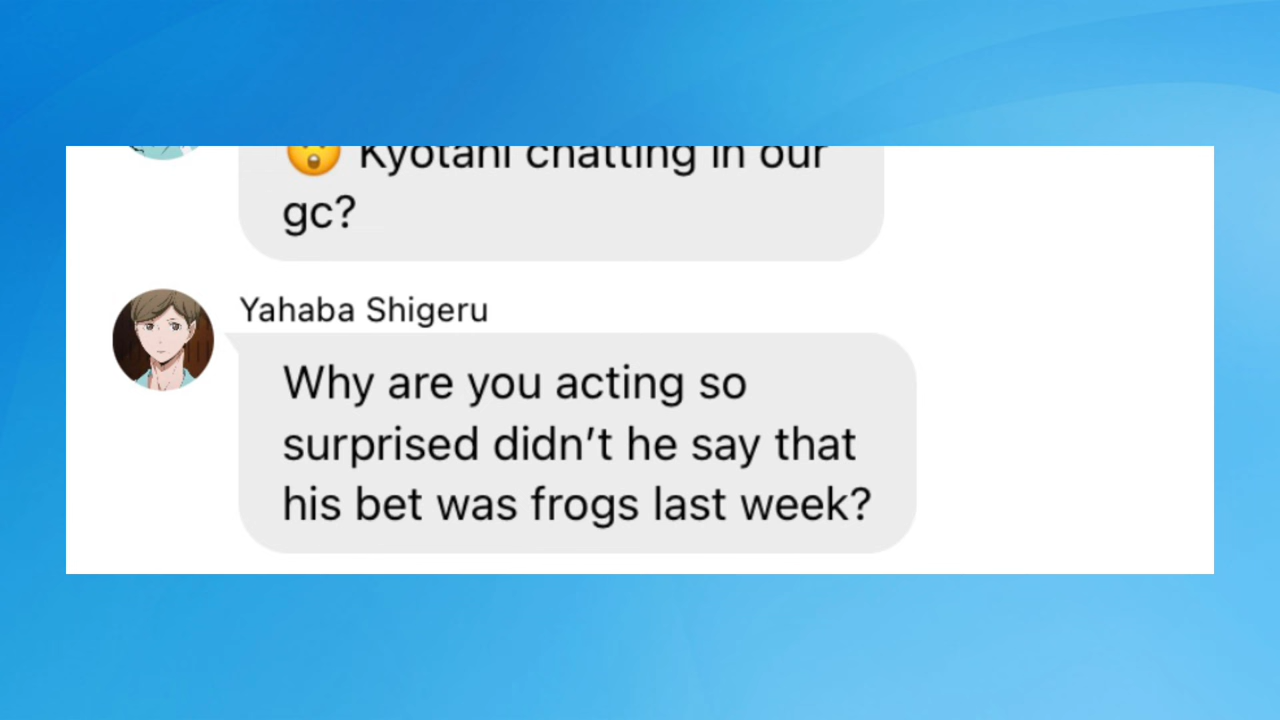 😯 Kyotani chatting in our
gc?
Yahaba Shigeru
Why are you acting so
surprised didn’t he say that
his bet was frogs last week?